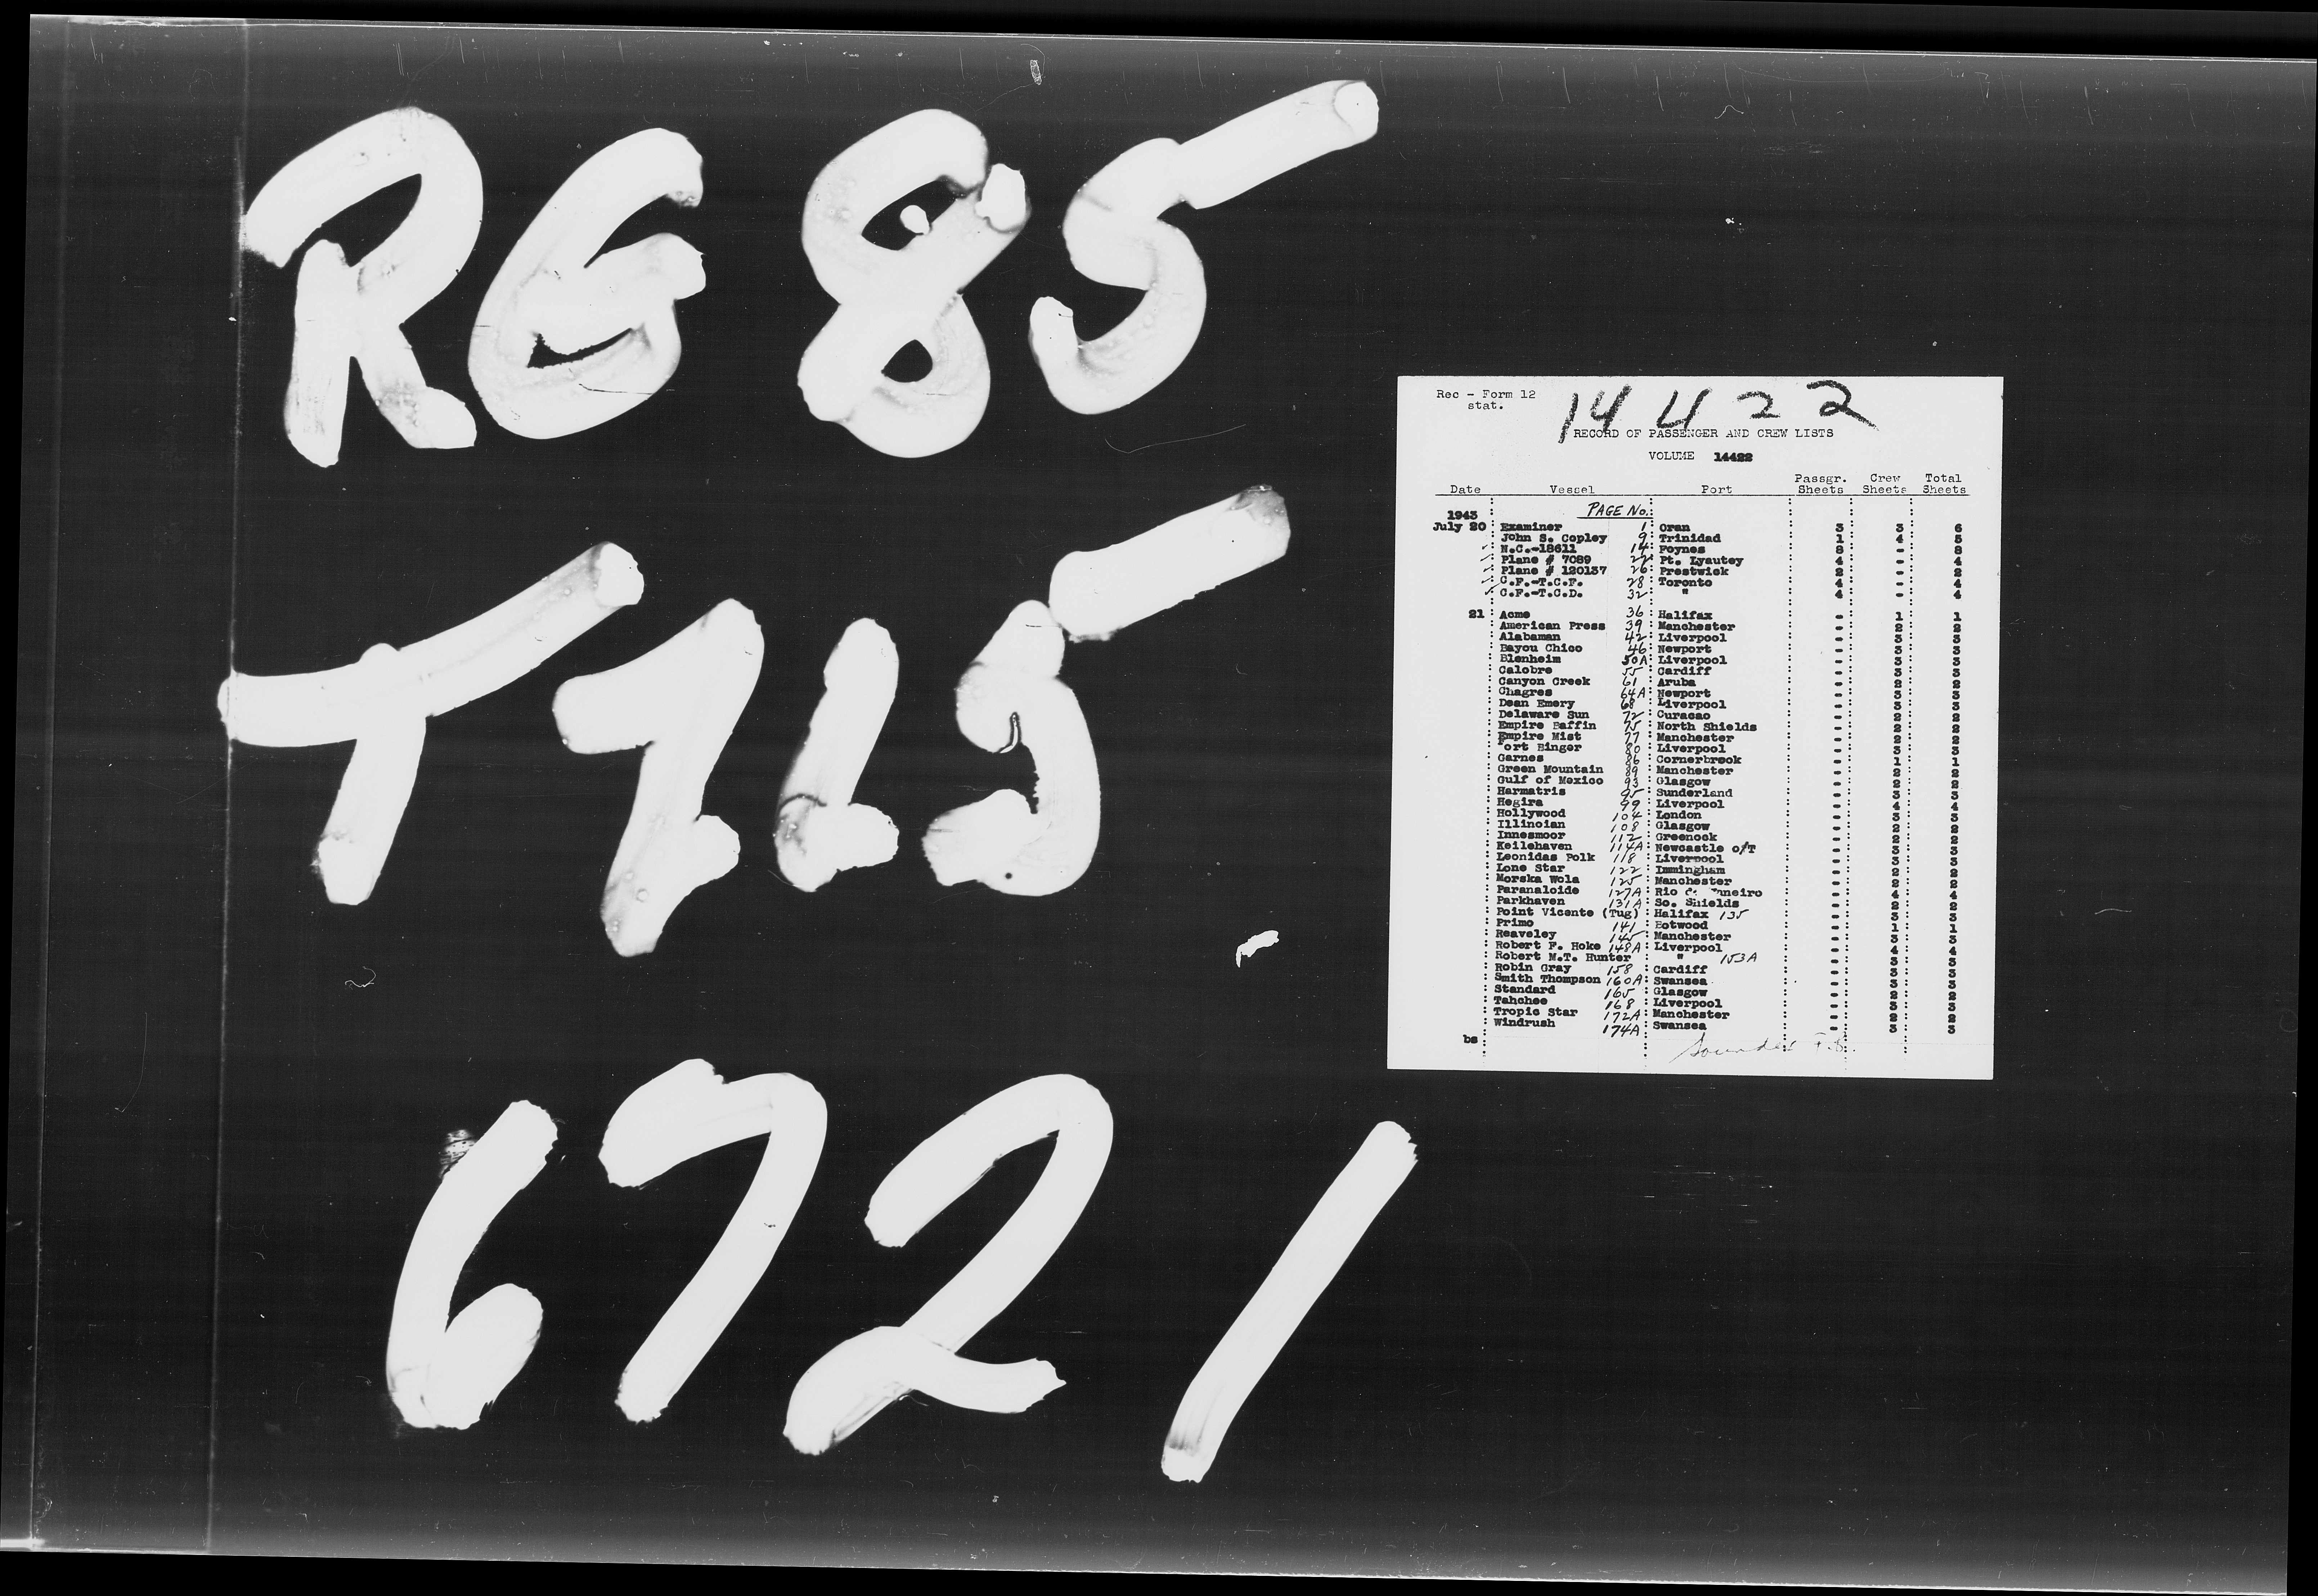 RG 85
T715
6721
14422
Rec - Form 12
stat.
RECORD OF PASSENGER AND CREW LISTS
VOLUME 14422
Date Vessel Port Passgr. Sheets Crew Sheets Total Sheets
1943 PAGE No.
July 20 Examiner 1 Oran 3 3 6
John S. Copley 9 Trinidad 1 4 5
N.C.-18611 14 Foynes 8 - 8
Plane # 7089 22 Pt. Lyautey 4 - 4
Plane # 120137 26 Prestwick 2 - 2
C.F.-T.C.F. 28 Toronto 4 - 4
C.F.-T.C.D. 32 " 4 - 4
21 Acme 36 Halifax - 1 1
American Press 39 Manchester - 2 2
Alabaman 42 Liverpool - 3 3
Bayou Chico 46 Newport - 3 3
Blenheim 50A Liverpool - 3 3
Calobre 55 Cardiff - 3 3
Canyon Creek 61 Aruba - 2 2
Chagres 64A Newport - 3 3
Dean Emery 68 Liverpool - 3 3
Delaware Sun 72 Curacao - 2 2
Empire Baffin 75 North Shields - 2 2
Empire Mist 77 Manchester - 2 2
Fort Binger 80 Liverpool - 3 3
Garnes 86 Cornerbrook - 1 1
Green Mountain 89 Manchester - 2 2
Gulf of Mexico 93 Glasgow - 2 2
Harmatris 95 Sunderland - 3 3
Hegira 99 Liverpool - 4 4
Hollywood 104 London - 3 3
Illinoian 108 Glasgow - 2 2
Innesmoor 112 Greenock - 2 2
Keilehaven 114A Newcastle o/T - 3 3
Leonidas Polk 118 Liverpool - 3 3
Lone Star 122 Immingham - 2 2
Morska Wola 125 Manchester - 2 2
Paranaloide 127A Rio - 4 4
Parkhaven 131A So. Shields - 2 2
Point Vicente (Tug) Halifax 135 - 3 3
Primo 141 Botwood - 1 1
Reaveley 145 Manchester - 3 3
Robert F. Hoke 148A Liverpool - 4 4
Robert M.T. Hunter " 153A - 3 3
Robin Gray 158 Cardiff - 3 3
Smith Thompson 160A Swansea - 3 3
Standard 165 Glasgow - 2 2
Tahchee 168 Liverpool - 3 3
Tropic Star 172A Manchester - 2 2
Windrush 174A Swansea - 3 3
bs